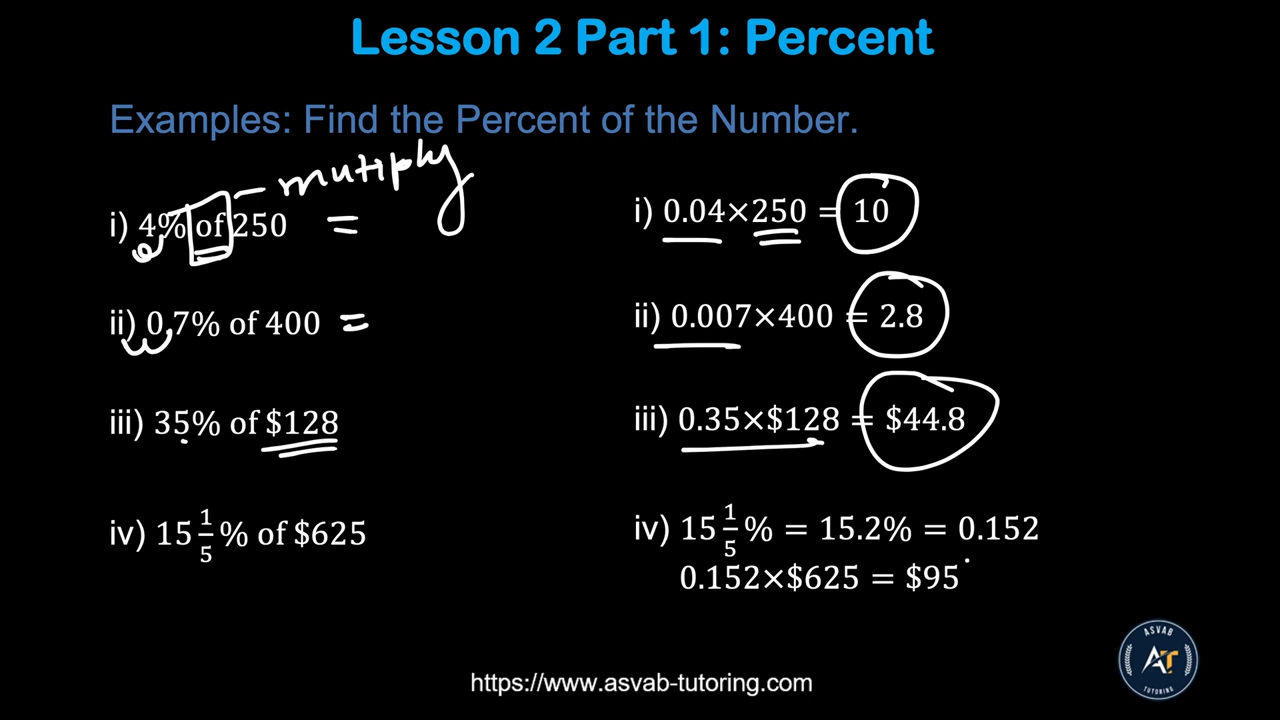 Lesson 2 Part 1: Percent
Examples: Find the Percent of the Number.
mutiply
i) 4% of 250 =
i) 0.04×250 = 10
ii) 0.7% of 400 =
ii) 0.007×400 = 2.8
iii) 35% of $128
iii) 0.35×$128 = $44.8
iv) 15 1/5 % of $625
iv) 15 1/5 % = 15.2% = 0.152
0.152×$625 = $95
ASVAB
AT
TUTORING
https://www.asvab-tutoring.com